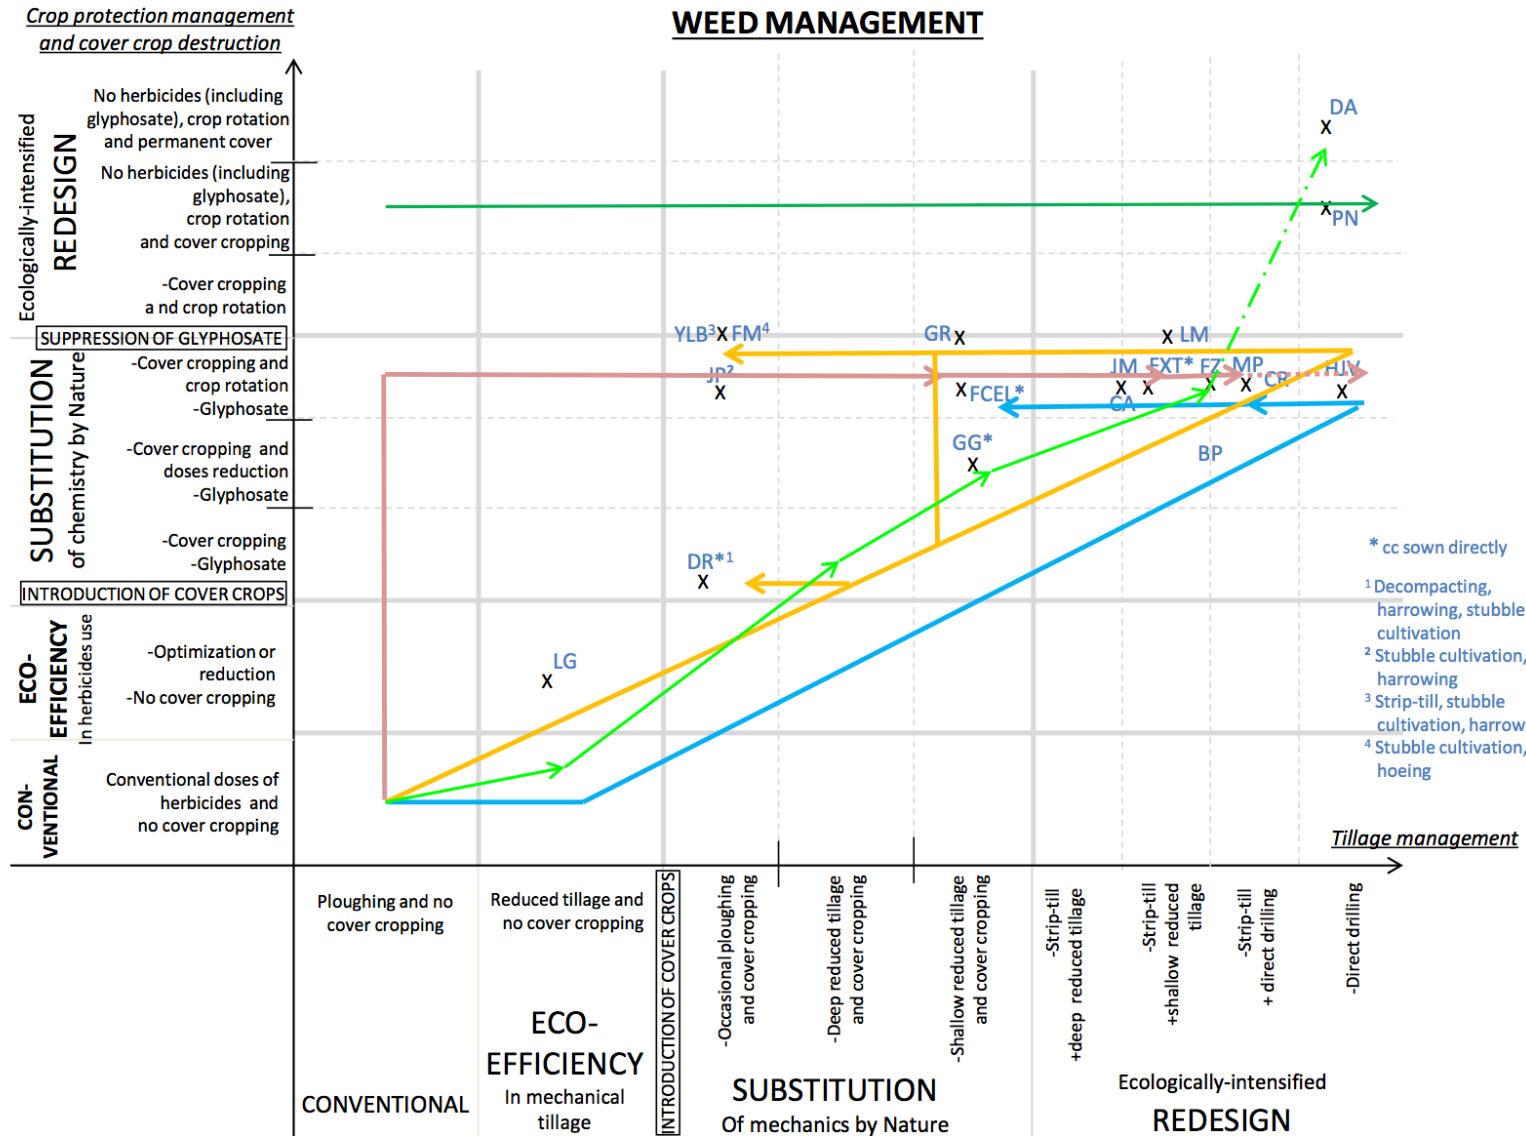 Crop protection management
and cover crop destruction
WEED MANAGEMENT
Ecologically-intensified
REDESIGN
No herbicides (including
glyphosate), crop rotation
and permanent cover
No herbicides (including
glyphosate),
crop rotation
and cover cropping
-Cover cropping
a nd crop rotation
SUPPRESSION OF GLYPHOSATE
SUBSTITUTION
of chemistry by Nature
-Cover cropping and
crop rotation
-Glyphosate
-Cover cropping and
doses reduction
-Glyphosate
-Cover cropping
-Glyphosate
INTRODUCTION OF COVER CROPS
ECO-
EFFICIENCY
In herbicides use
-Optimization or
reduction
-No cover cropping
CON-
VENTIONAL
Conventional doses of
herbicides and
no cover cropping
DA
X
X
PN
YLB³ X FM⁴
GR X
X LM
JP²
X
X
FCEL*
JM
X
EXT*
X
FZ
X
MP
X
CR
HJV
X
CA
GG*
X
BP
DR*¹
X
LG
X
* cc sown directly
¹ Decompacting,
harrowing, stubble
cultivation
² Stubble cultivation,
harrowing
³ Strip-till, stubble
cultivation, harrow
⁴ Stubble cultivation,
hoeing
Tillage management
Ploughing and no
cover cropping
CONVENTIONAL
Reduced tillage and
no cover cropping
ECO-
EFFICIENCY
In mechanical
tillage
INTRODUCTION OF COVER CROPS
-Occasional ploughing
and cover cropping
-Deep reduced tillage
and cover cropping
-Shallow reduced tillage
and cover cropping
SUBSTITUTION
Of mechanics by Nature
-Strip-till
+deep reduced tillage
-Strip-till
+shallow reduced
tillage
-Strip-till
+ direct drilling
-Direct drilling
Ecologically-intensified
REDESIGN